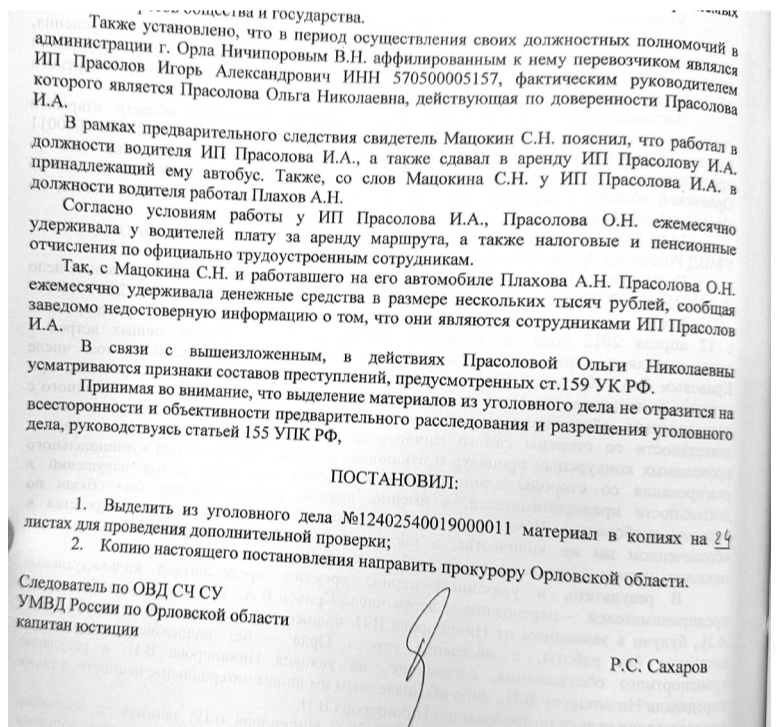 общества и государства.
Также установлено, что в период осуществления своих должностных полномочий в
администрации г. Орла Ничипоровым В.Н. аффилированным к нему перевозчиком являлся
ИП Прасолов Игорь Александрович ИНН 570500005157, фактическим руководителем
которого является Прасолова Ольга Николаевна, действующая по доверенности Прасолова
И.А.
В рамках предварительного следствия свидетель Мацокин С.Н. пояснил, что работал в
должности водителя ИП Прасолова И.А., а также сдавал в аренду ИП Прасолову И.А.
принадлежащий ему автобус. Также, со слов Мацокина С.Н. у ИП Прасолова И.А. в
должности водителя работал Плахов А.Н.
Согласно условиям работы у ИП Прасолова И.А., Прасолова О.Н. ежемесячно
удерживала у водителей плату за аренду маршрута, а также налоговые и пенсионные
отчисления по официально трудоустроенным сотрудникам.
Так, с Мацокина С.Н. и работавшего на его автомобиле Плахова А.Н. Прасолова О.Н.
ежемесячно удерживала денежные средства в размере нескольких тысяч рублей, сообщая
заведомо недостоверную информацию о том, что они являются сотрудниками ИП Прасолов
И.А.
В связи с вышеизложенным, в действиях Прасоловой Ольги Николаевны
усматриваются признаки составов преступлений, предусмотренных ст.159 УК РФ.
Принимая во внимание, что выделение материалов из уголовного дела не отразится на
всесторонности и объективности предварительного расследования и разрешения уголовного
дела, руководствуясь статьей 155 УПК РФ,
ПОСТАНОВИЛ:
1. Выделить из уголовного дела №12402540019000011 материал в копиях на 24
листах для проведения дополнительной проверки;
2. Копию настоящего постановления направить прокурору Орловской области.
Следователь по ОВД СЧ СУ
УМВД России по Орловской области
капитан юстиции
Р.С. Сахаров